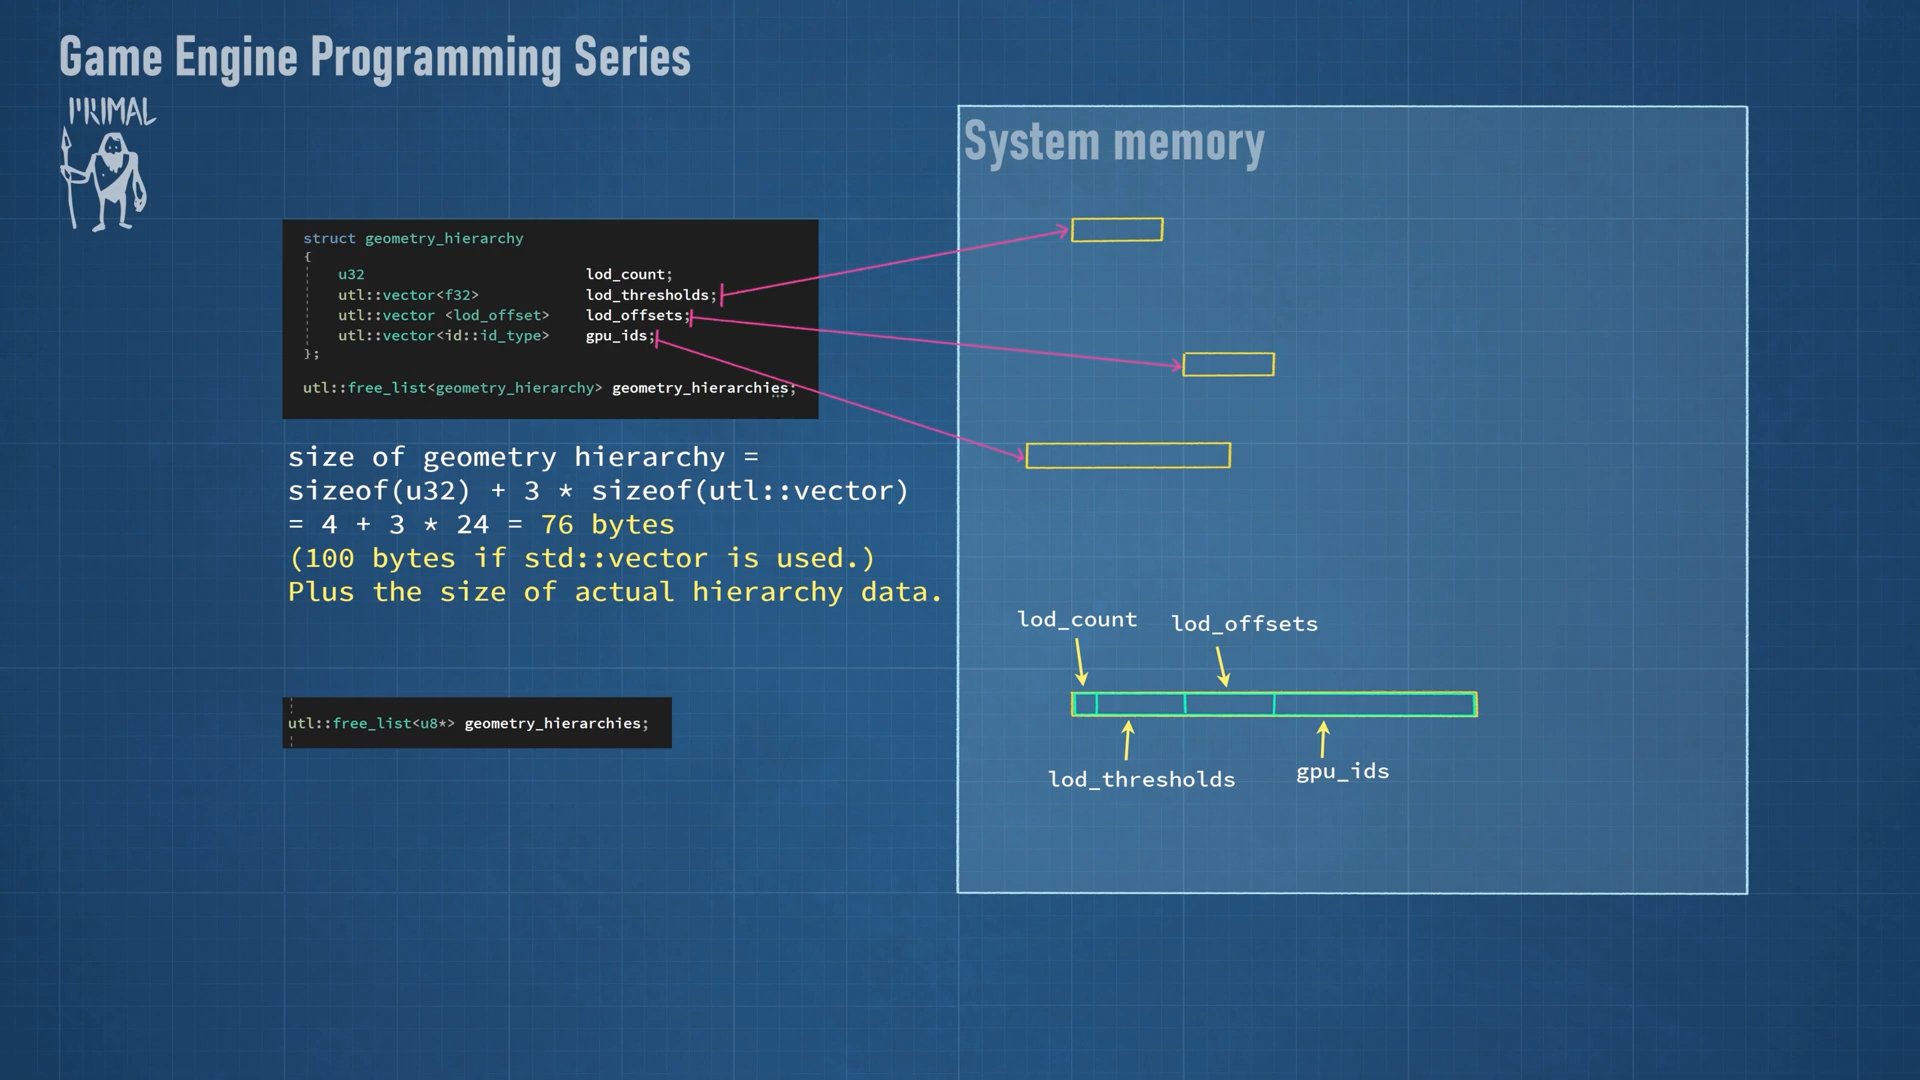 Game Engine Programming Series
PRIMAL
System memory
struct geometry_hierarchy
{
u32 lod_count;
utl::vector<f32> lod_thresholds;
utl::vector <lod_offset> lod_offsets;
utl::vector<id::id_type> gpu_ids;
};
utl::free_list<geometry_hierarchy> geometry_hierarchies;
size of geometry hierarchy =
sizeof(u32) + 3 * sizeof(utl::vector)
= 4 + 3 * 24 = 76 bytes
(100 bytes if std::vector is used.)
Plus the size of actual hierarchy data.
lod_count
lod_offsets
utl::free_list<u8*> geometry_hierarchies;
lod_thresholds
gpu_ids